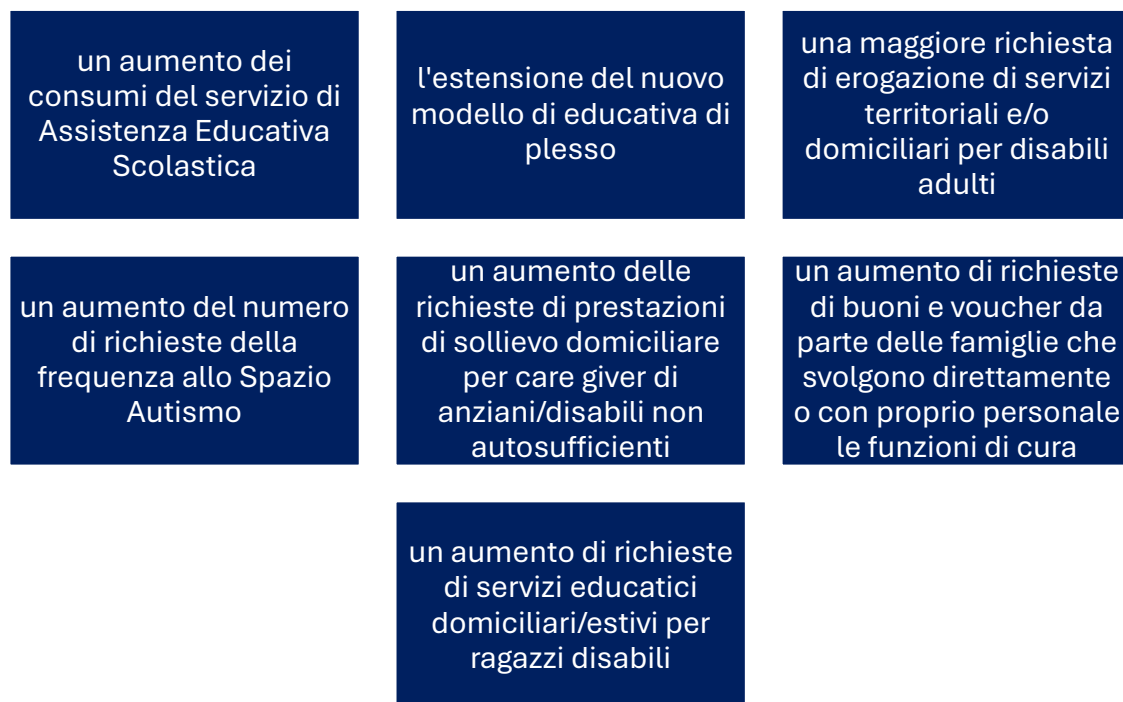 un aumento dei
consumi del servizio di
Assistenza Educativa
Scolastica
l'estensione del nuovo
modello di educativa di
plesso
una maggiore richiesta
di erogazione di servizi
territoriali e/o
domiciliari per disabili
adulti
un aumento del numero
di richieste della
frequenza allo Spazio
Autismo
un aumento delle
richieste di prestazioni
di sollievo domiciliare
per care giver di
anziani/disabili non
autosufficienti
un aumento di richieste
di buoni e voucher da
parte delle famiglie che
svolgono direttamente
o con proprio personale
le funzioni di cura
un aumento di richieste
di servizi educatici
domiciliari/estivi per
ragazzi disabili